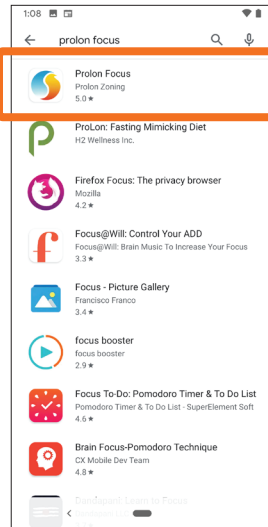 1:08
prolon focus
Prolon Focus
Prolon Zoning
5.0 ★
ProLon: Fasting Mimicking Diet
H2 Wellness Inc.
Firefox Focus: The privacy browser
Mozilla
4.2 ★
Focus@Will: Control Your ADD
Focus@Will: Brain Music To Increase Your Focus
3.3 ★
Focus - Picture Gallery
Francisco Franco
3.4 ★
focus booster
focus booster
2.9 ★
Focus To-Do: Pomodoro Timer & To Do List
Pomodoro Timer & To Do List - SuperElement Soft
4.6 ★
Brain Focus-Pomodoro Technique
CX Mobile Dev Team
4.8 ★
Learn to Focus